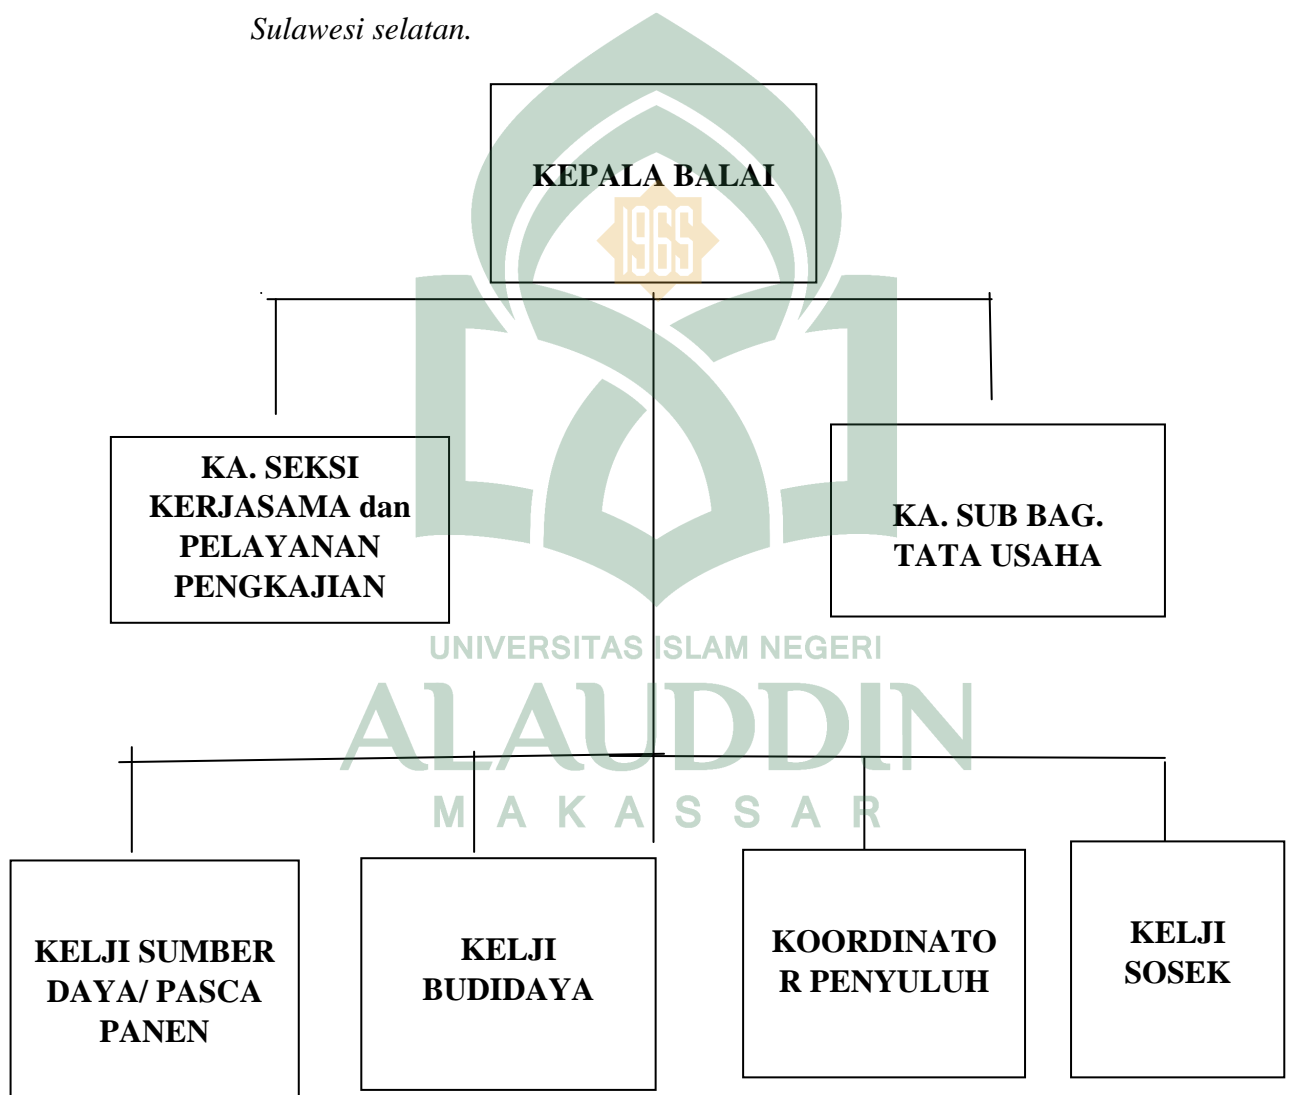 Sulawesi selatan.
KEPALA BALAI
1965
KA. SEKSI
KERJASAMA dan
PELAYANAN
PENGKAJIAN
KA. SUB BAG.
TATA USAHA
UNIVERSITAS ISLAM NEGERI
ALAUDDIN
MAKASSAR
KELJI SUMBER
DAYA/ PASCA
PANEN
KELJI
BUDIDAYA
KOORDINATO
R PENYULUH
KELJI
SOSEK